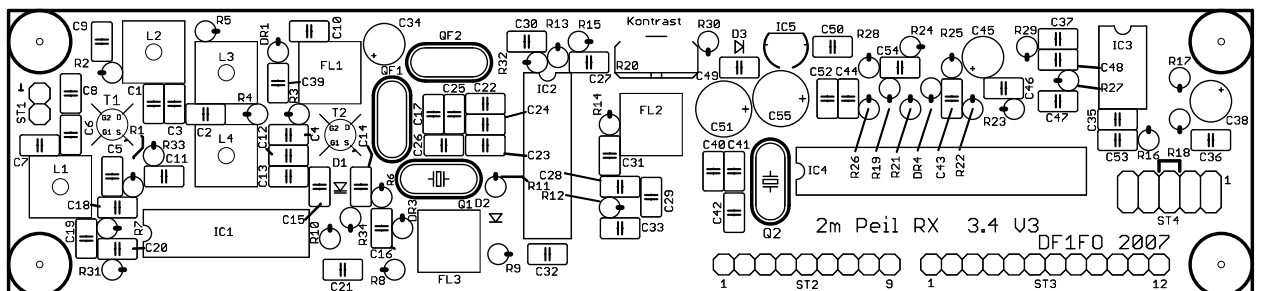 C9
L2
R5
DR1
C10
C34
QF2
C30
R13
R15
Kontrast
R30
D3
IC5
C50
R28
R24
R25
C45
R29
C37
IC3
R2
L3
FL1
C39
QF1
R32
C27
R20
C49
C54
C48
R17
C8
T1
C1
R4
R3
T2
C17
C25
C22
IC2
R14
FL2
C52
C44
C46
R27
ST1
G2 D
G1 S
C3
C2
C12
C4
G2 D
G1 S
C14
C24
C51
C55
R23
C47
C35
C38
C6
R1
R33
L4
C26
C23
C7
C5
C11
C13
D1
C31
C40
C41
IC4
R26
R19
R21
DR4
C43
R22
C53
R16
R18
C36
L1
R6
Q1
D2
R11
C28
R12
C29
1
C18
C15
DR3
C42
ST4
C19
R7
IC1
R10
R34
C33
Q2
2m Peil RX 3.4 V3
C20
C16
DF1FO 2007
R31
C21
R8
FL3
R9
C32
1
ST2
9
1
ST3
12